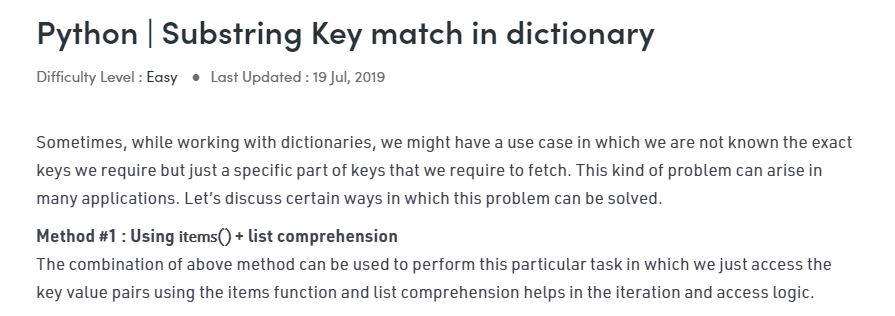 Python | Substring Key match in dictionary
Difficulty Level : Easy ● Last Updated : 19 Jul, 2019
Sometimes, while working with dictionaries, we might have a use case in which we are not known the exact
keys we require but just a specific part of keys that we require to fetch. This kind of problem can arise in
many applications. Let’s discuss certain ways in which this problem can be solved.
Method #1 : Using items() + list comprehension
The combination of above method can be used to perform this particular task in which we just access the
key value pairs using the items function and list comprehension helps in the iteration and access logic.